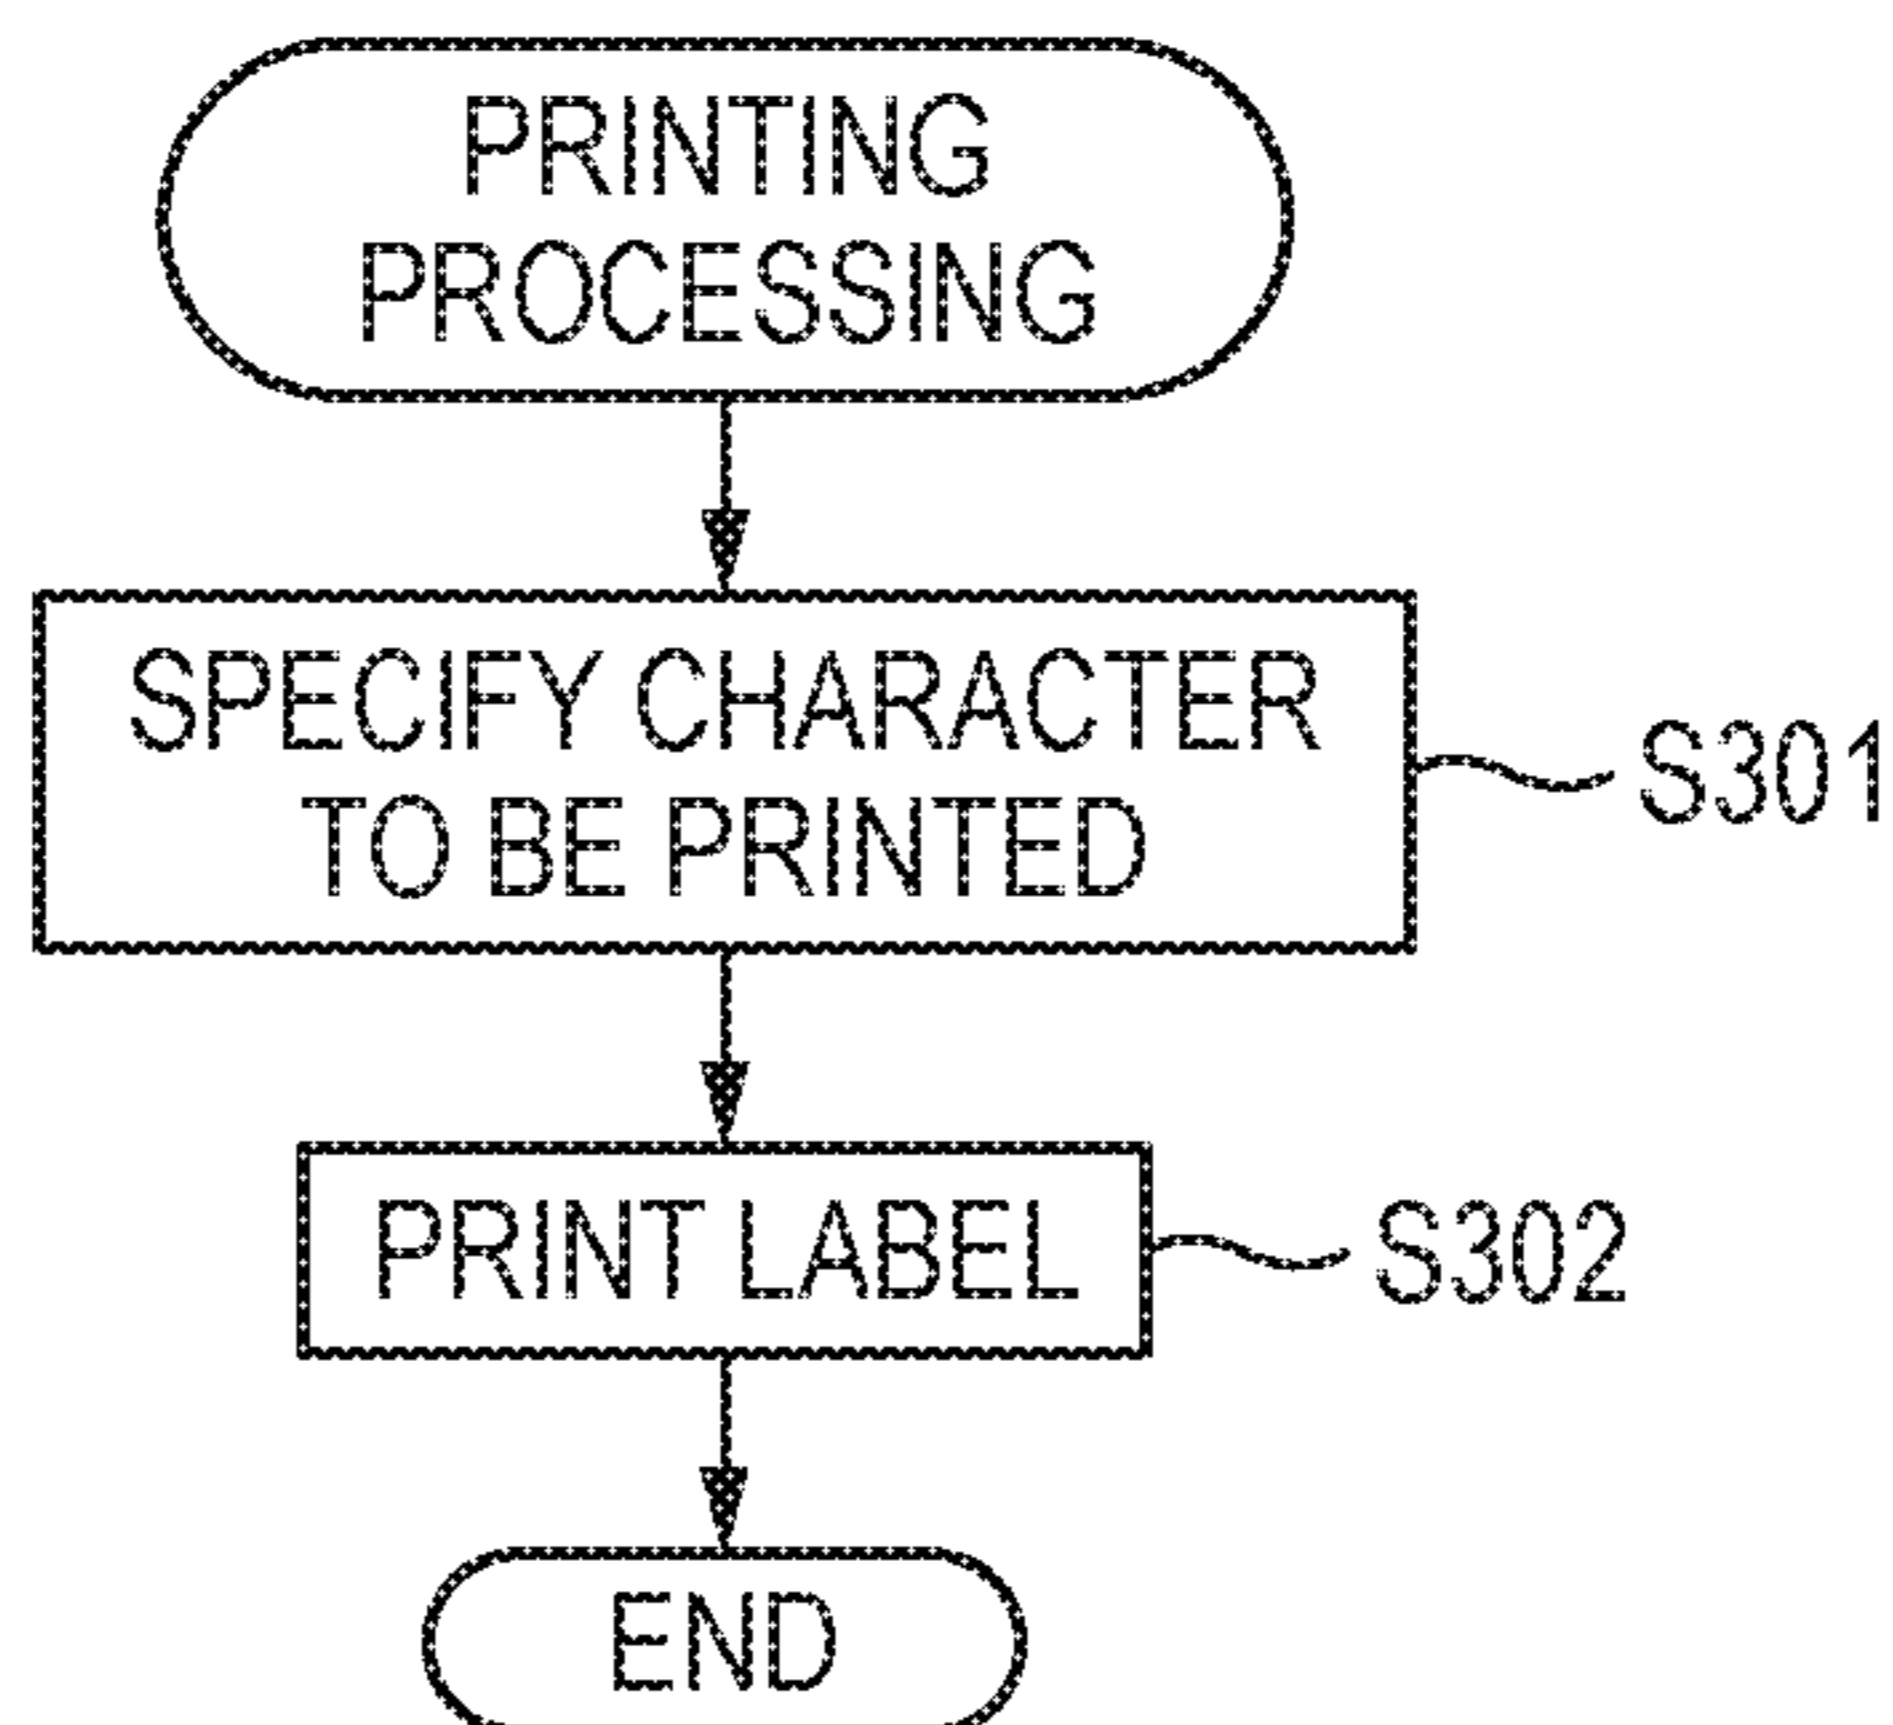 PRINTING
PROCESSING
SPECIFY CHARACTER
TO BE PRINTED
S301
PRINT LABEL
S302
END